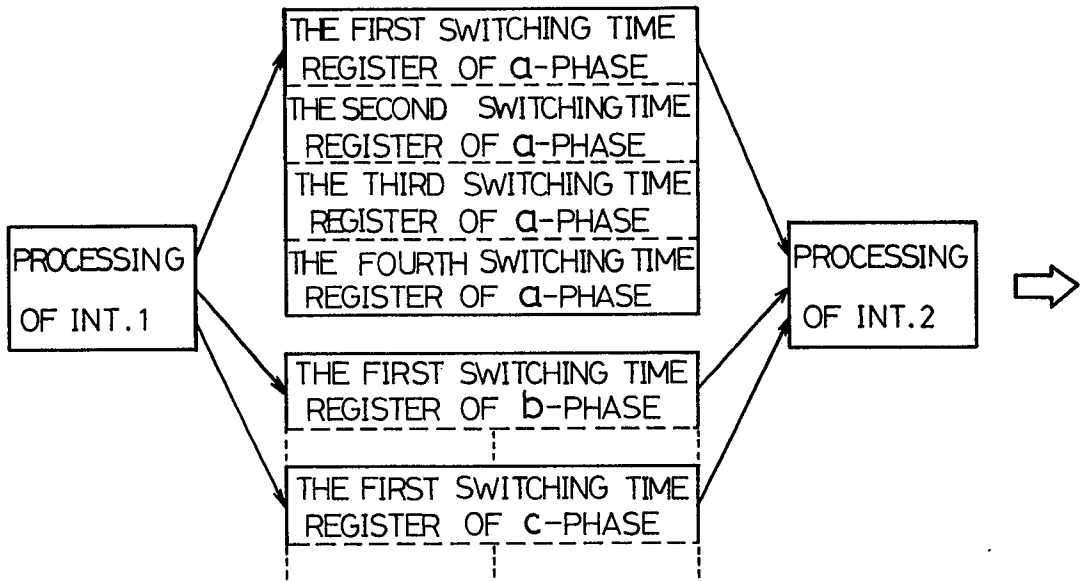 THE FIRST SWITCHING TIME
REGISTER OF a-PHASE
THE SECOND SWITCHING TIME
REGISTER OF a-PHASE
THE THIRD SWITCHING TIME
REGISTER OF a-PHASE
THE FOURTH SWITCHING TIME
REGISTER OF a-PHASE
PROCESSING
OF INT.1
PROCESSING
OF INT.2
THE FIRST SWITCHING TIME
REGISTER OF b-PHASE
THE FIRST SWITCHING TIME
REGISTER OF c-PHASE